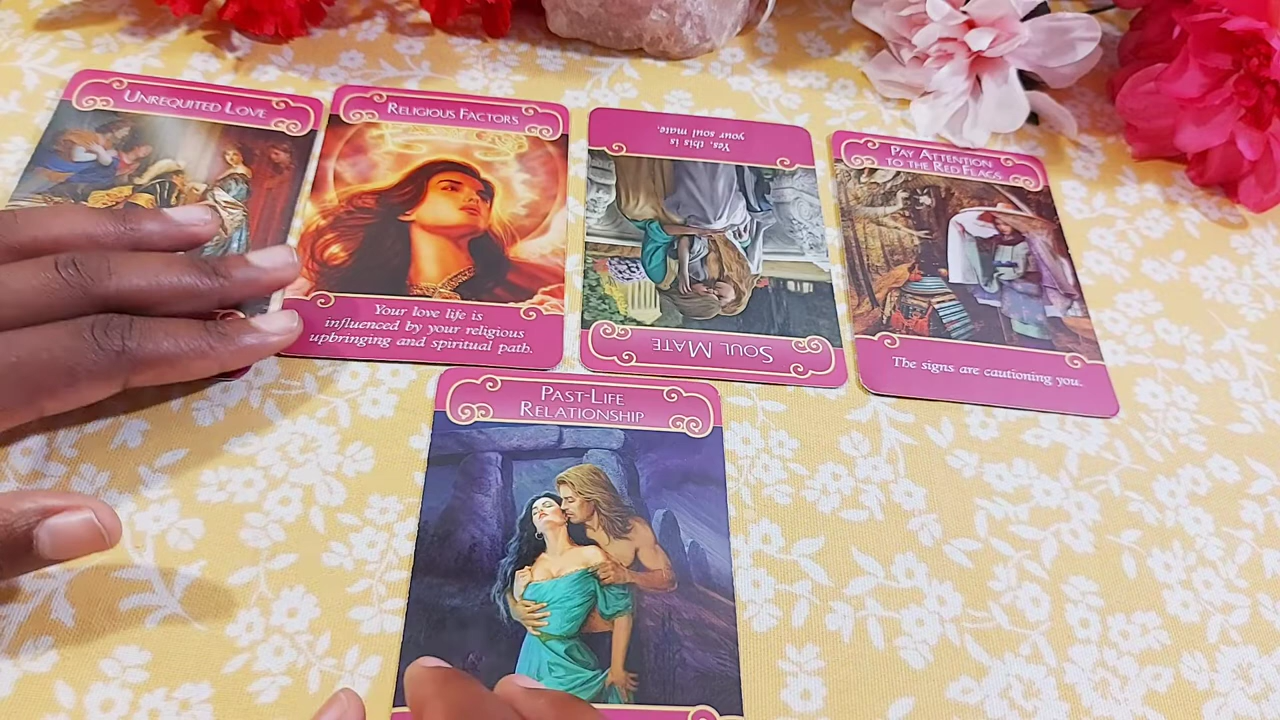 UNREQUITED LOVE
RELIGIOUS FACTORS
Your love life is
influenced by your religious
upbringing and spiritual path.
SOUL MATE
Yes, this is
your soul mate.
PAY ATTENTION
TO THE RED FLAGS
The signs are cautioning you.
PAST-LIFE
RELATIONSHIP